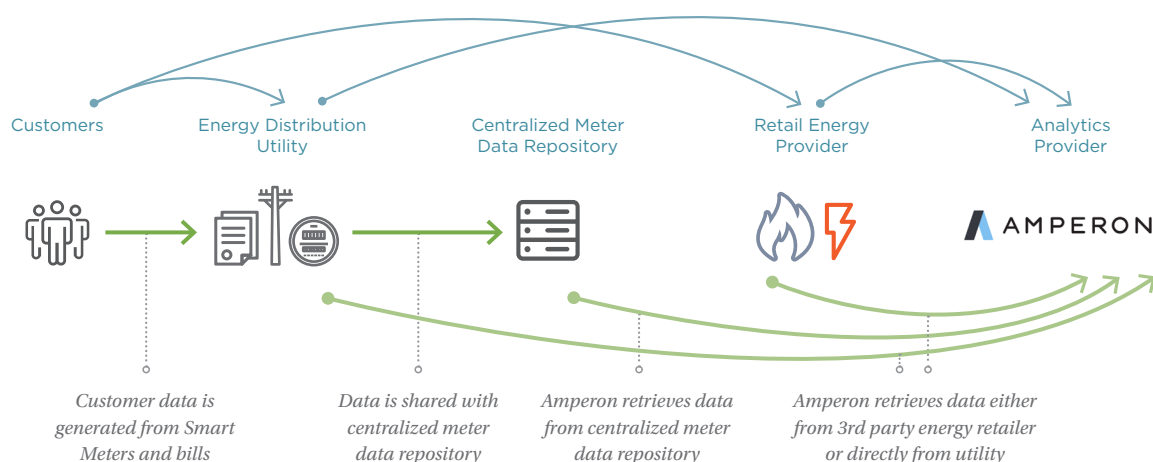 Customers
Energy Distribution
Utility
Centralized Meter
Data Repository
Retail Energy
Provider
Analytics
Provider
AMPERON
Customer data is
generated from Smart
Meters and bills
Data is shared with
centralized meter
data repository
Amperon retrieves data
from centralized meter
data repository
Amperon retrieves data either
from 3rd party energy retailer
or directly from utility